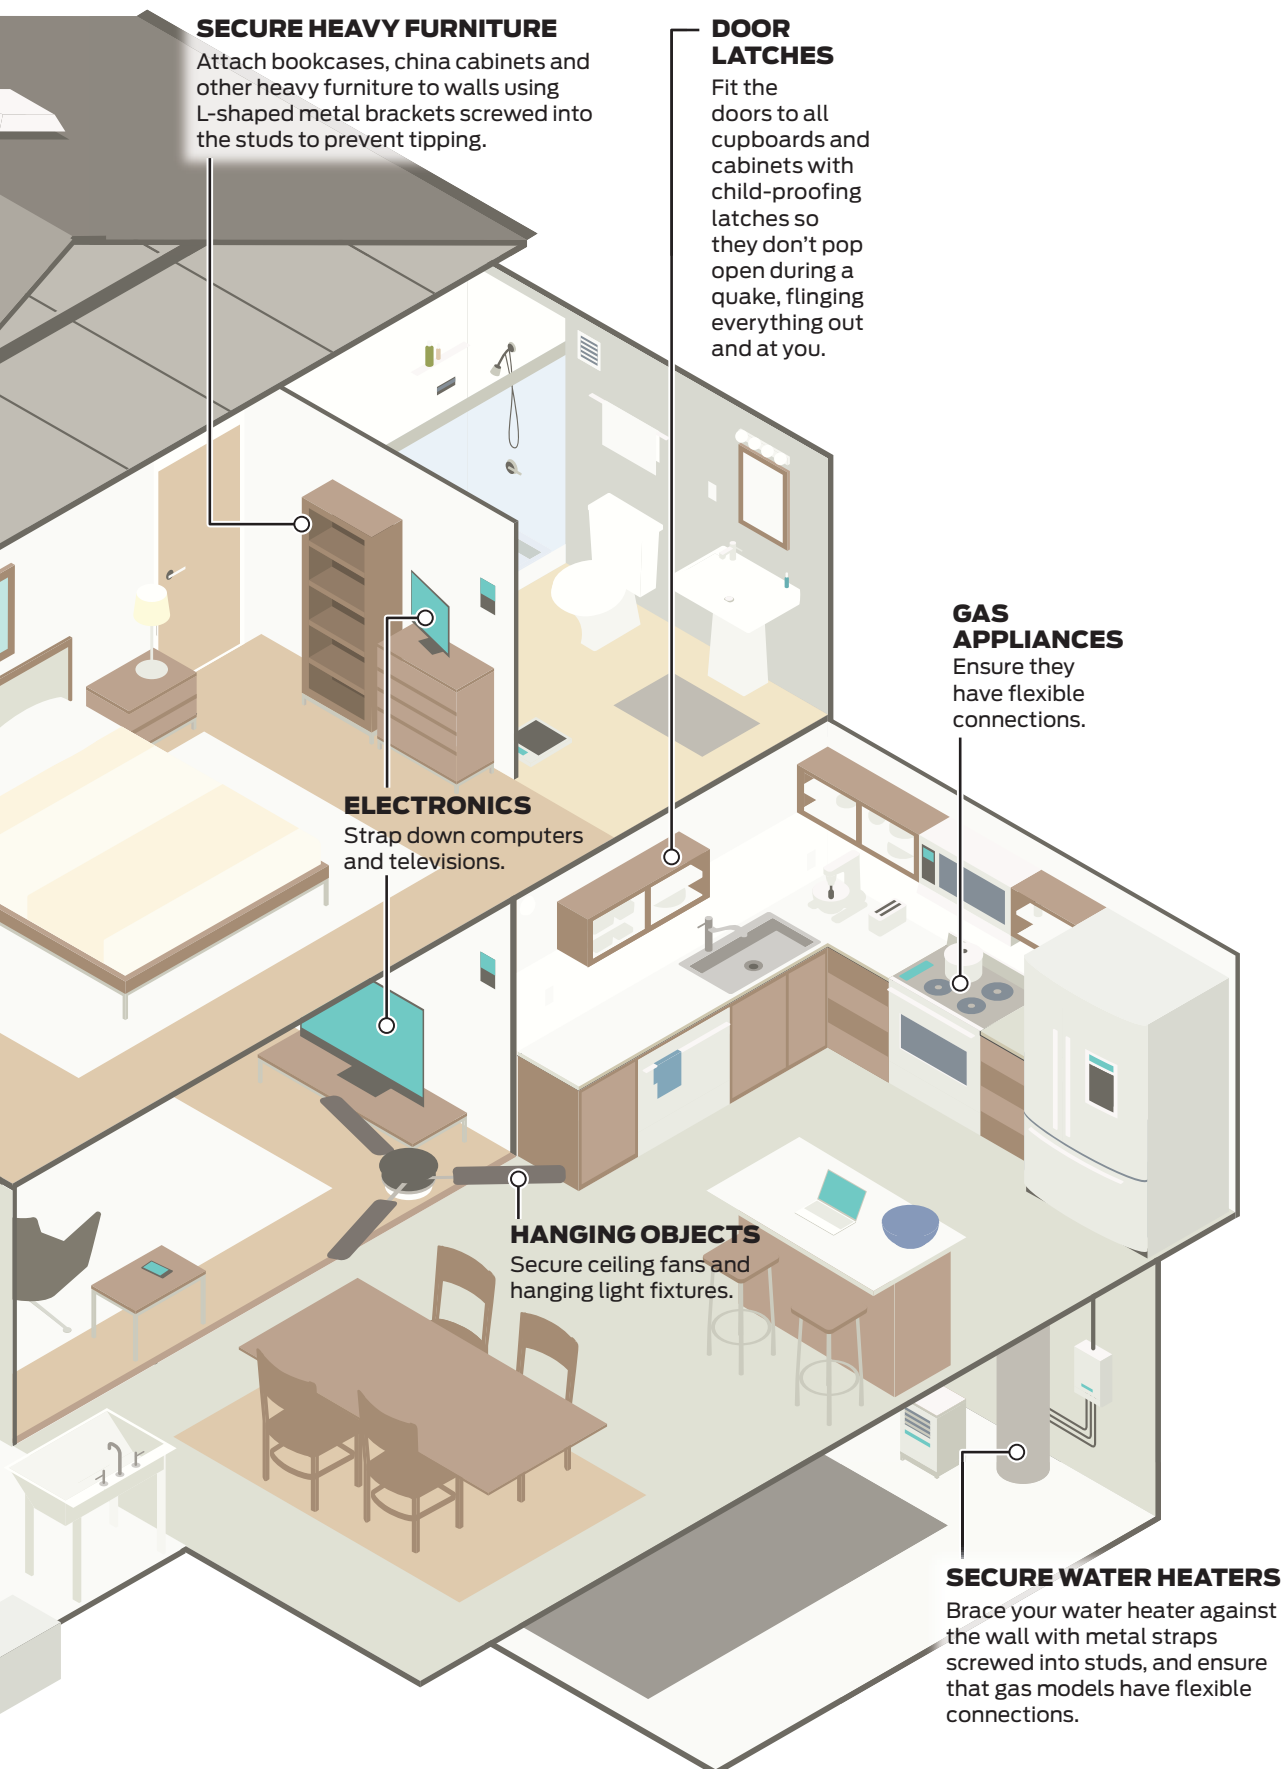 SECURE HEAVY FURNITURE
Attach bookcases, china cabinets and
other heavy furniture to walls using
L-shaped metal brackets screwed into
the studs to prevent tipping.
DOOR
LATCHES
Fit the
doors to all
cupboards and
cabinets with
child-proofing
latches so
they don’t pop
open during a
quake, flinging
everything out
and at you.
GAS
APPLIANCES
Ensure they
have flexible
connections.
ELECTRONICS
Strap down computers
and televisions.
HANGING OBJECTS
Secure ceiling fans and
hanging light fixtures.
SECURE WATER HEATERS
Brace your water heater against
the wall with metal straps
screwed into studs, and ensure
that gas models have flexible
connections.